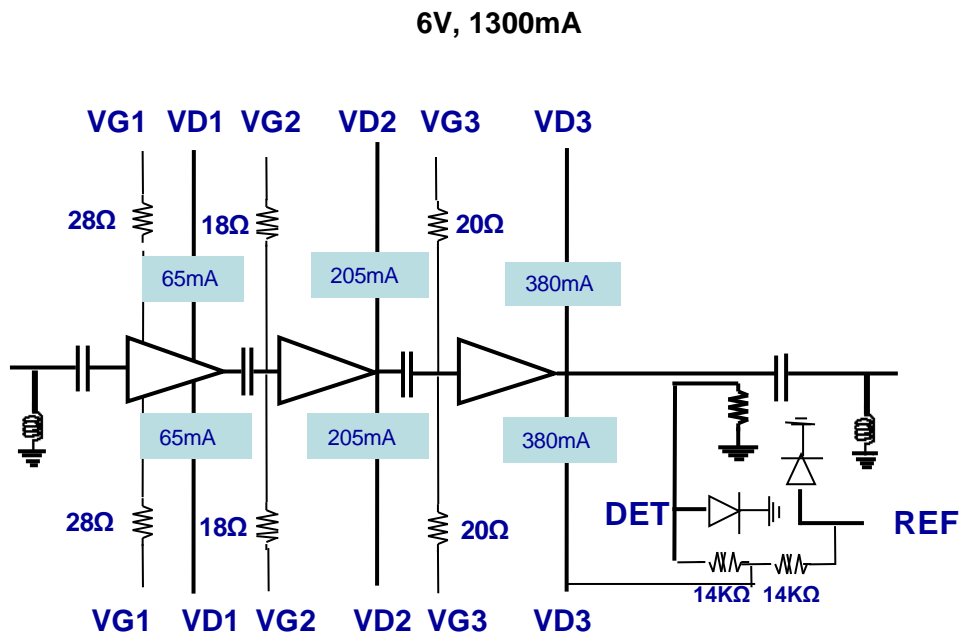 6V, 1300mA
VG1 VD1 VG2 VD2 VG3 VD3
28Ω 18Ω 20Ω
65mA 205mA 380mA
65mA 205mA 380mA
28Ω 18Ω 20Ω DET REF
14KΩ 14KΩ
VG1 VD1 VG2 VD2 VG3 VD3